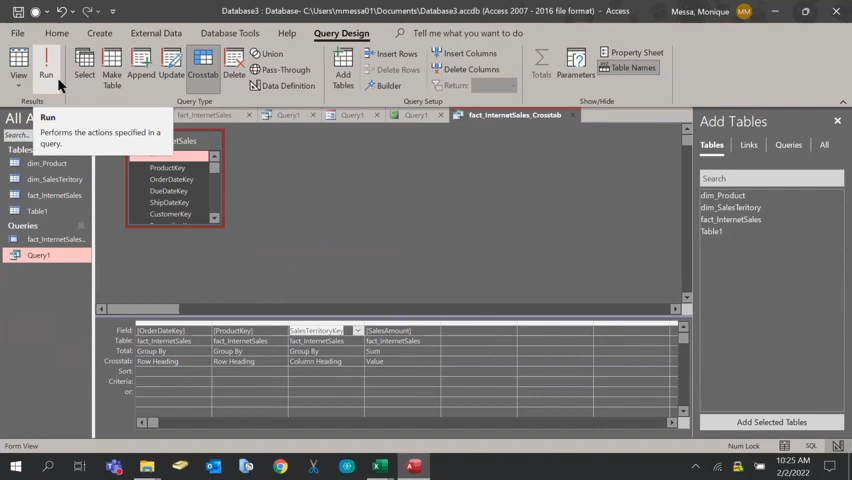 Database3 : Database- C:\Users\mmessa01\Documents\Database3.accdb (Access 2007 - 2016 file format) - Access
Messa, Monique
MM
File Home Create External Data Database Tools Help Query Design Tell me what you want to do
View
Run
Select
Make Table
Append
Update
Crosstab
Delete
Union
Pass-Through
Data Definition
Add Tables
Insert Rows
Delete Rows
Builder
Insert Columns
Delete Columns
Return:
Totals
Parameters
Property Sheet
Table Names
Results
Query Type
Query Setup
Show/Hide
fact_InternetSales
Query1
Query1
Query1
fact_InternetSales_Crosstab
Run
Performs the actions specified in a
query.
All A
Search...
Tables
dim_Product
dim_SalesTeritory
fact_InternetSales
Table1
Queries
fact_InternetSales...
Query1
ProductKey
OrderDateKey
DueDateKey
ShipDateKey
CustomerKey
Add Tables
Tables Links Queries All
Search
dim_Product
dim_SalesTeritory
fact_InternetSales
Table1
Add Selected Tables
Field: [OrderDateKey] [ProductKey] SalesTerritoryKey [SalesAmount]
Table: fact_InternetSales fact_InternetSales fact_InternetSales fact_InternetSales
Total: Group By Group By Group By Sum
Crosstab: Row Heading Row Heading Column Heading Value
Sort:
Criteria:
or:
Form View
Num Lock
SQL
10:25 AM
2/2/2022